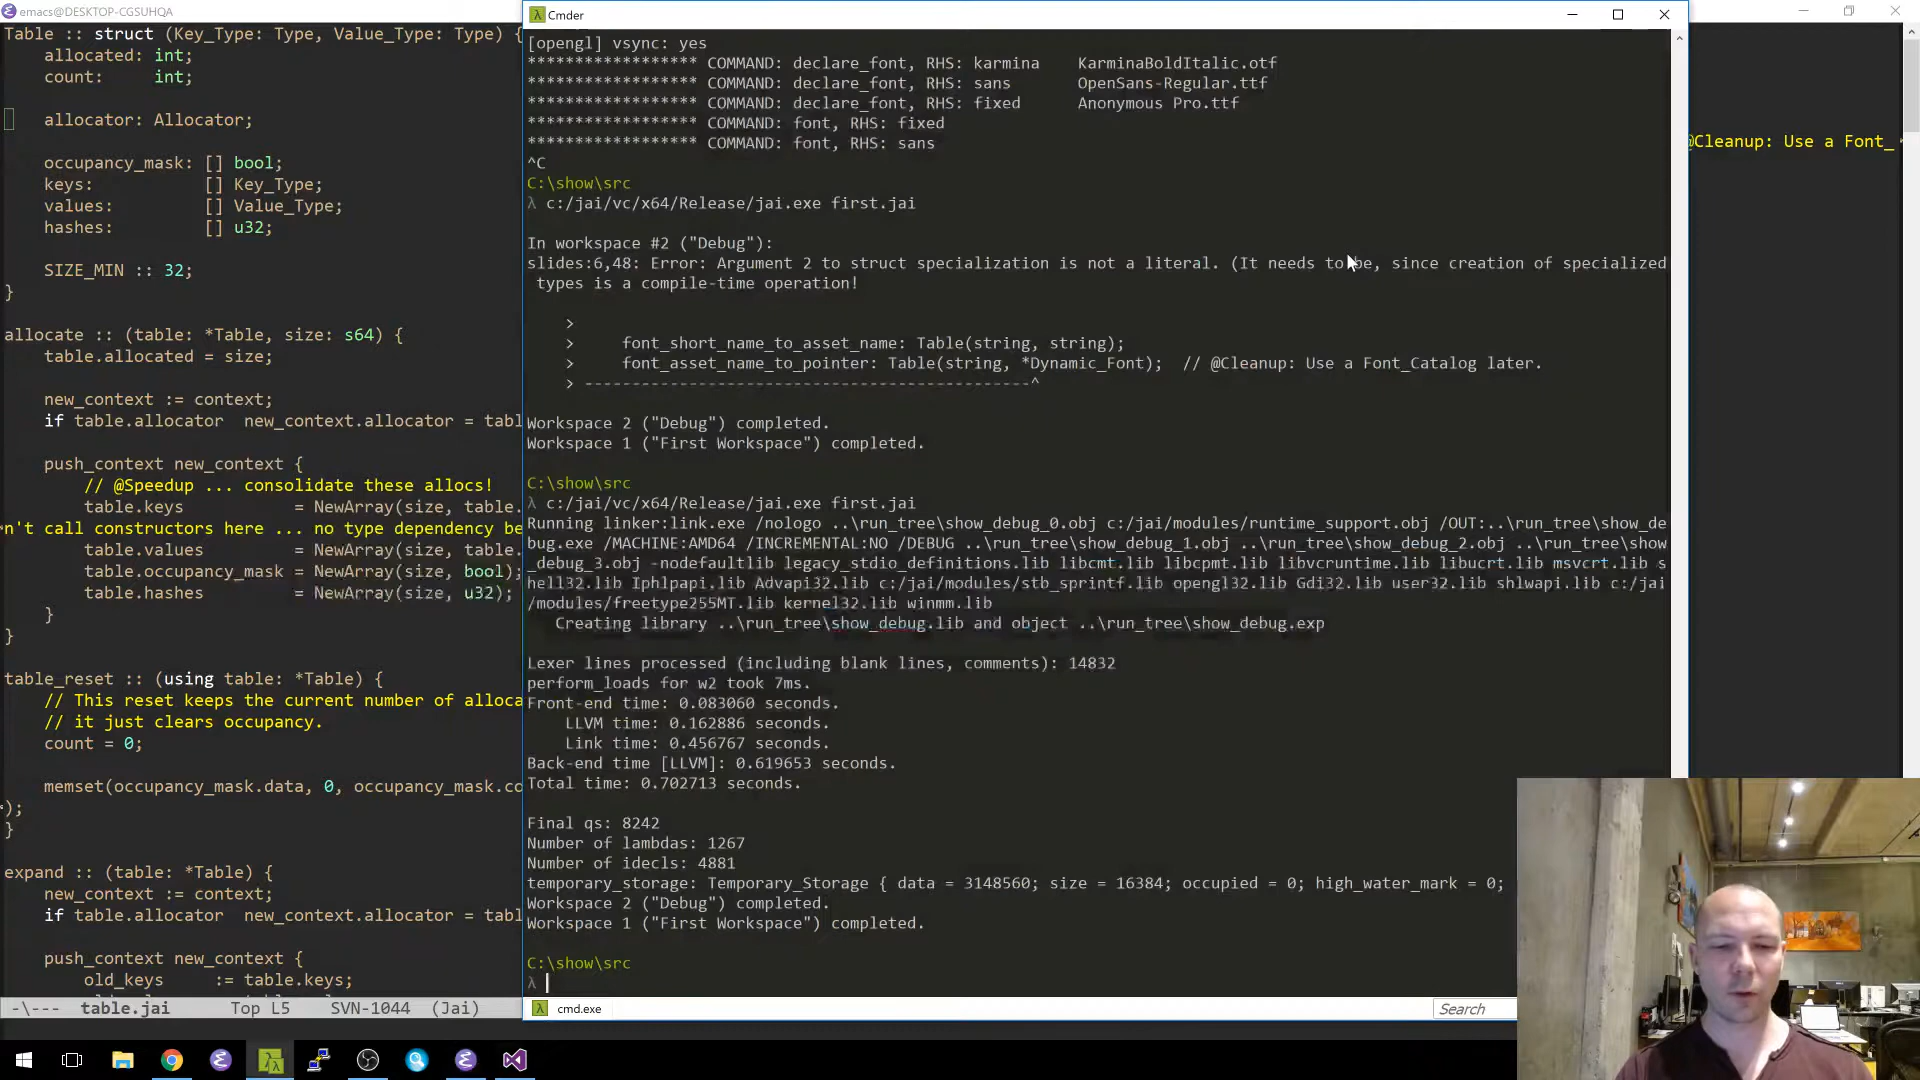 emacs@DESKTOP-CGSUHQA
Table :: struct (Key_Type: Type, Value_Type: Type) {
allocated: int;
count: int;
allocator: Allocator;
occupancy_mask: [] bool;
keys: [] Key_Type;
values: [] Value_Type;
hashes: [] u32;
SIZE_MIN :: 32;
}
allocate :: (table: *Table, size: s64) {
table.allocated = size;
new_context := context;
if table.allocator new_context.allocator = tabl
push_context new_context {
// @Speedup ... consolidate these allocs!
table.keys = NewArray(size, table.
n't call constructors here ... no type dependency be
table.values = NewArray(size, table.
table.occupancy_mask = NewArray(size, bool);
table.hashes = NewArray(size, u32);
}
}
table_reset :: (using table: *Table) {
// This reset keeps the current number of alloca
// it just clears occupancy.
count = 0;
memset(occupancy_mask.data, 0, occupancy_mask.co
);
}
expand :: (table: *Table) {
new_context := context;
if table.allocator new_context.allocator = tabl
push_context new_context {
old_keys := table.keys;
-\--- table.jai Top L5 SVN-1044 (Jai)
Cmder
[opengl] vsync: yes
****************** COMMAND: declare_font, RHS: karmina KarminaBoldItalic.otf
****************** COMMAND: declare_font, RHS: sans OpenSans-Regular.ttf
****************** COMMAND: declare_font, RHS: fixed Anonymous Pro.ttf
****************** COMMAND: font, RHS: fixed
****************** COMMAND: font, RHS: sans
^C
C:\show\src
λ c:/jai/vc/x64/Release/jai.exe first.jai
In workspace #2 ("Debug"):
slides:6,48: Error: Argument 2 to struct specialization is not a literal. (It needs to be, since creation of specialized
types is a compile-time operation!
>
> font_short_name_to_asset_name: Table(string, string);
> font_asset_name_to_pointer: Table(string, *Dynamic_Font); // @Cleanup: Use a Font_Catalog later.
> -----------------------------------------------^
Workspace 2 ("Debug") completed.
Workspace 1 ("First Workspace") completed.
C:\show\src
λ c:/jai/vc/x64/Release/jai.exe first.jai
Running linker:link.exe /nologo ..\run_tree\show_debug_0.obj c:/jai/modules/runtime_support.obj /OUT:..\run_tree\show_de
bug.exe /MACHINE:AMD64 /INCREMENTAL:NO /DEBUG ..\run_tree\show_debug_1.obj ..\run_tree\show_debug_2.obj ..\run_tree\show
_debug_3.obj -nodefaultlib legacy_stdio_definitions.lib libcmt.lib libcpmt.lib libvcruntime.lib libucrt.lib msvcrt.lib s
hell32.lib Iphlpapi.lib Advapi32.lib c:/jai/modules/stb_sprintf.lib opengl32.lib Gdi32.lib user32.lib shlwapi.lib c:/jai
/modules/freetype255MT.lib kernel32.lib winmm.lib
Creating library ..\run_tree\show_debug.lib and object ..\run_tree\show_debug.exp
Lexer lines processed (including blank lines, comments): 14832
perform_loads for w2 took 7ms.
Front-end time: 0.083060 seconds.
LLVM time: 0.162886 seconds.
Link time: 0.456767 seconds.
Back-end time [LLVM]: 0.619653 seconds.
Total time: 0.702713 seconds.
Final qs: 8242
Number of lambdas: 1267
Number of idecls: 4881
temporary_storage: Temporary_Storage { data = 3148560; size = 16384; occupied = 0; high_water_mark = 0;
Workspace 2 ("Debug") completed.
Workspace 1 ("First Workspace") completed.
C:\show\src
λ
cmd.exe
Search
@Cleanup: Use a Font_